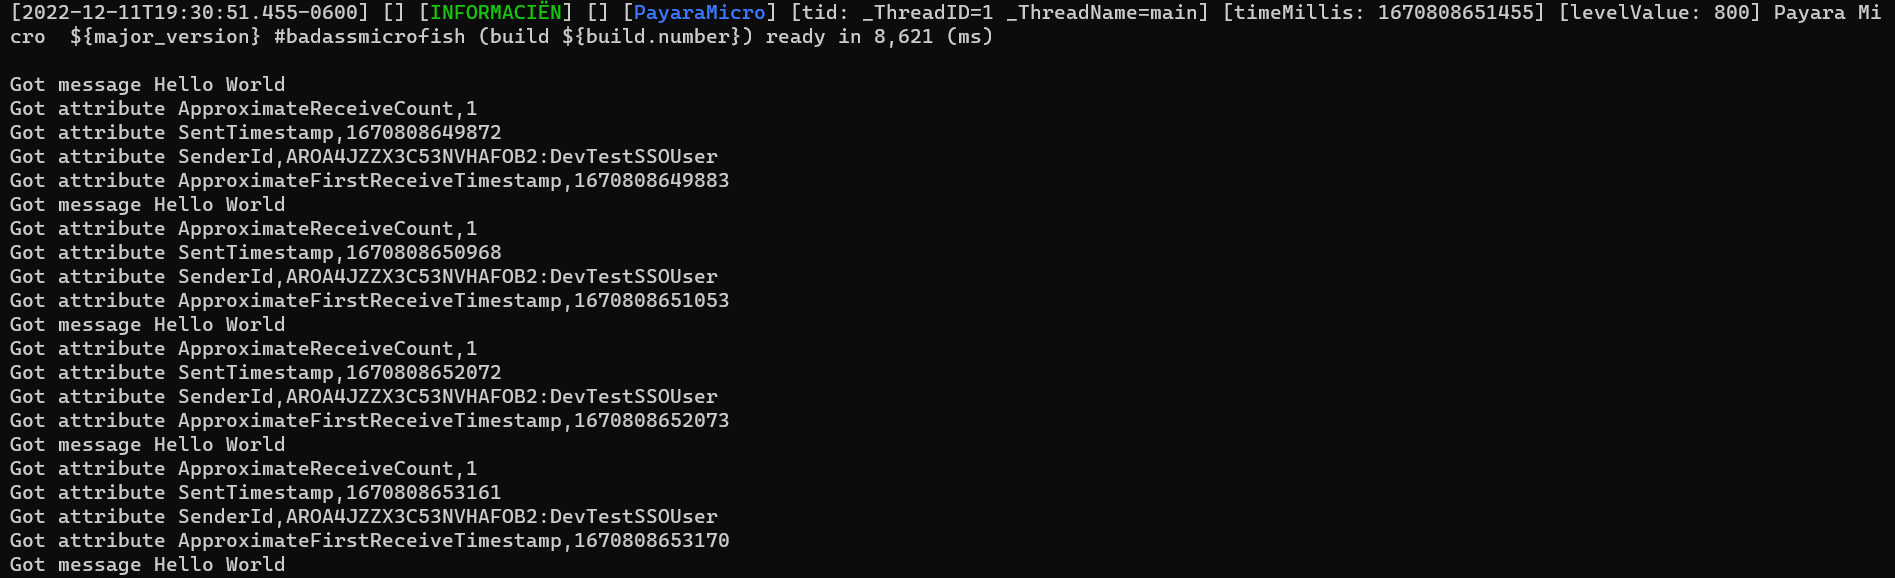 [2022-12-11T19:30:51.455-0600] [] [INFORMACIËN] [] [PayaraMicro] [tid: _ThreadID=1 _ThreadName=main] [timeMillis: 1670808651455] [levelValue: 800] Payara Mi
cro  ${major_version} #badassmicrofish (build ${build.number}) ready in 8,621 (ms)
Got message Hello World
Got attribute ApproximateReceiveCount,1
Got attribute SentTimestamp,1670808649872
Got attribute SenderId,AROA4JZZX3C53NVHAFOB2:DevTestSSOUser
Got attribute ApproximateFirstReceiveTimestamp,1670808649883
Got message Hello World
Got attribute ApproximateReceiveCount,1
Got attribute SentTimestamp,1670808650968
Got attribute SenderId,AROA4JZZX3C53NVHAFOB2:DevTestSSOUser
Got attribute ApproximateFirstReceiveTimestamp,1670808651053
Got message Hello World
Got attribute ApproximateReceiveCount,1
Got attribute SentTimestamp,1670808652072
Got attribute SenderId,AROA4JZZX3C53NVHAFOB2:DevTestSSOUser
Got attribute ApproximateFirstReceiveTimestamp,1670808652073
Got message Hello World
Got attribute ApproximateReceiveCount,1
Got attribute SentTimestamp,1670808653161
Got attribute SenderId,AROA4JZZX3C53NVHAFOB2:DevTestSSOUser
Got attribute ApproximateFirstReceiveTimestamp,1670808653170
Got message Hello World